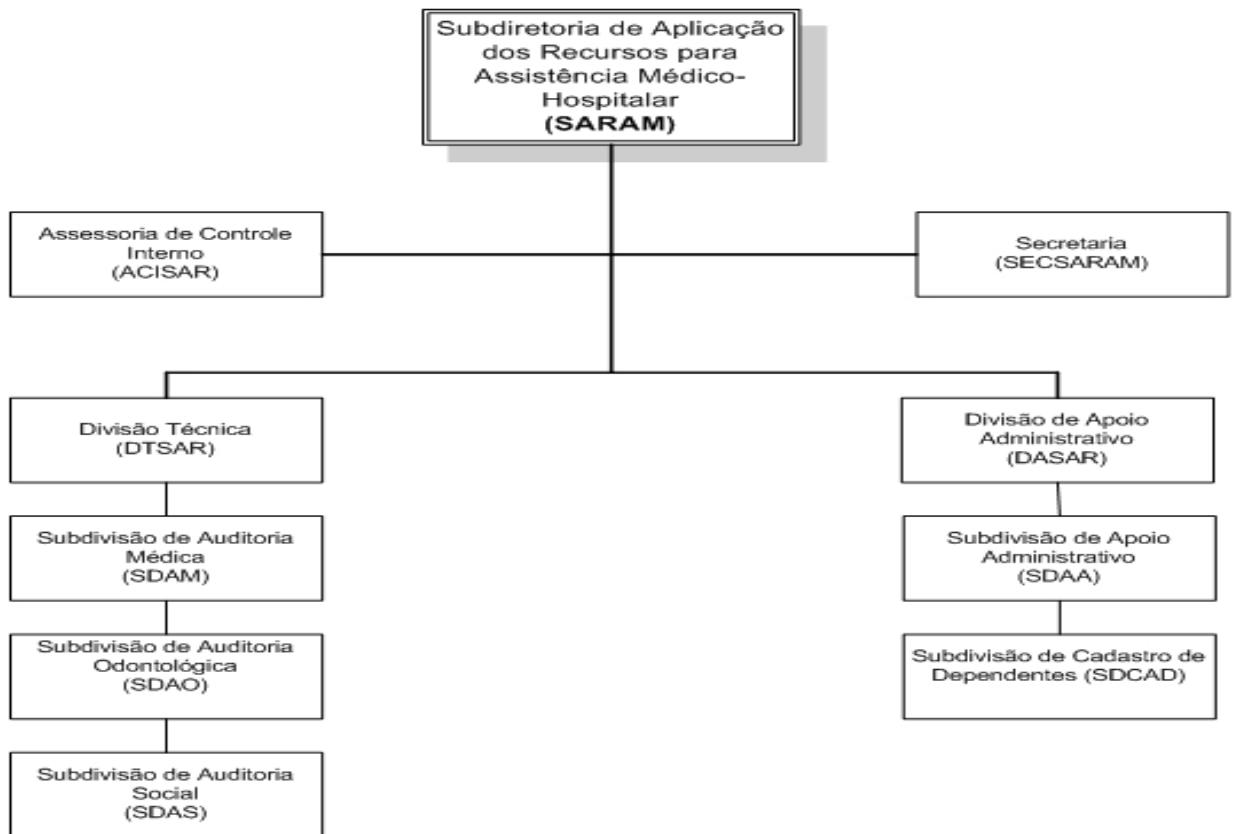 Subdiretoria de Aplicação
dos Recursos para
Assistência Médico-
Hospitalar
(SARAM)
Assessoria de Controle
Interno
(ACISAR)
Secretaria
(SECSARAM)
Divisão Técnica
(DTSAR)
Divisão de Apoio
Administrativo
(DASAR)
Subdivisão de Auditoria
Médica
(SDAM)
Subdivisão de Apoio
Administrativo
(SDAA)
Subdivisão de Auditoria
Odontológica
(SDAO)
Subdivisão de Cadastro de
Dependentes (SDCAD)
Subdivisão de Auditoria
Social
(SDAS)